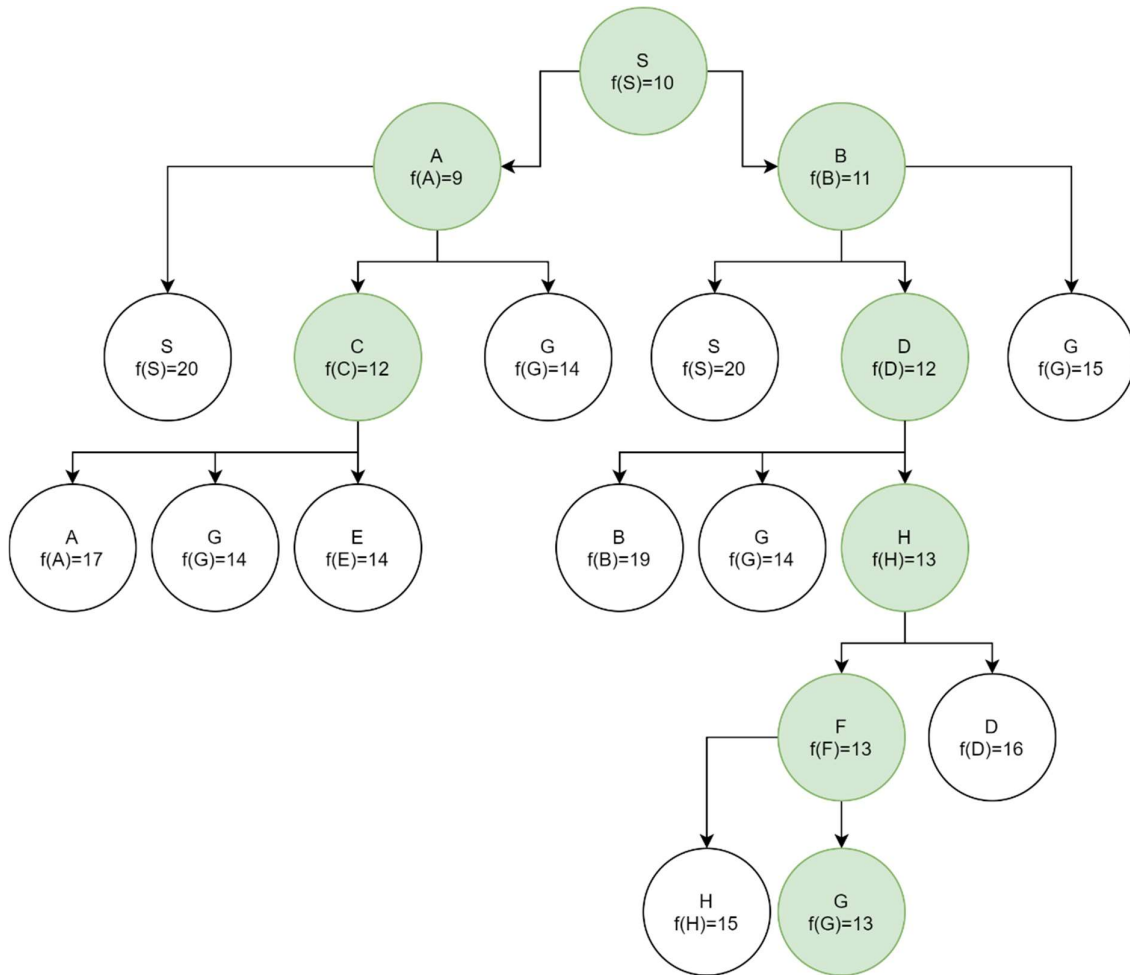 S
f(S)=10
A
f(A)=9
B
f(B)=11
S
f(S)=20
C
f(C)=12
G
f(G)=14
S
f(S)=20
D
f(D)=12
G
f(G)=15
A
f(A)=17
G
f(G)=14
E
f(E)=14
B
f(B)=19
G
f(G)=14
H
f(H)=13
F
f(F)=13
D
f(D)=16
H
f(H)=15
G
f(G)=13